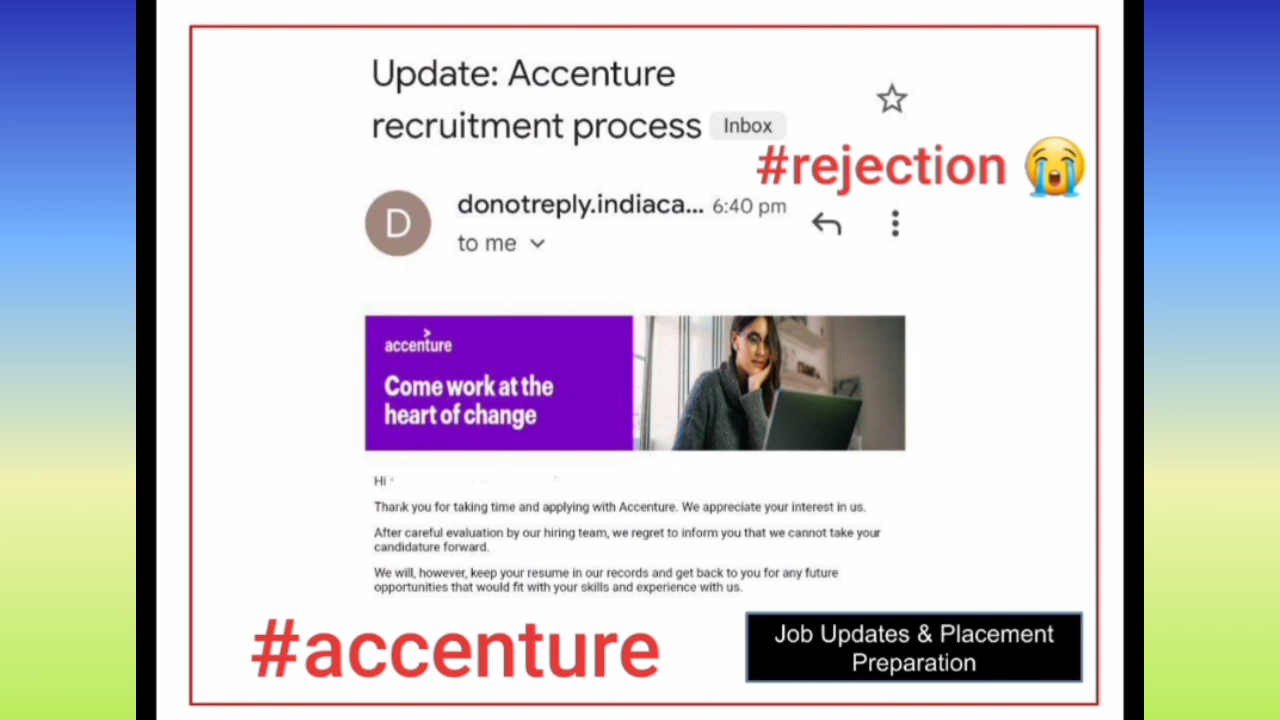 Update: Accenture
recruitment process Inbox
#rejection 😭
D
donotreply.indiaca... 6:40 pm
to me
accenture
Come work at the
heart of change
Hi
Thank you for taking time and applying with Accenture. We appreciate your interest in us.
After careful evaluation by our hiring team, we regret to inform you that we cannot take your
candidature forward.
We will, however, keep your resume in our records and get back to you for any future
opportunities that would fit with your skills and experience with us.
#accenture
Job Updates & Placement
Preparation